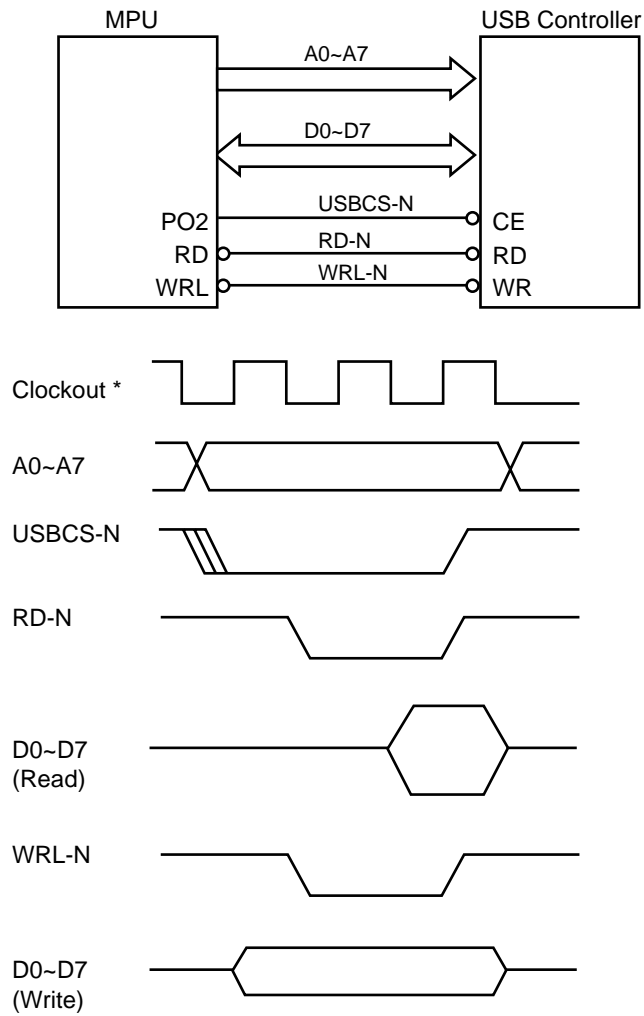 MPU USB Controller
A0~A7
D0~D7
PO2 USBCS-N CE
RD RD-N RD
WRL WRL-N WR
Clockout *
A0~A7
USBCS-N
RD-N
D0~D7
(Read)
WRL-N
D0~D7
(Write)